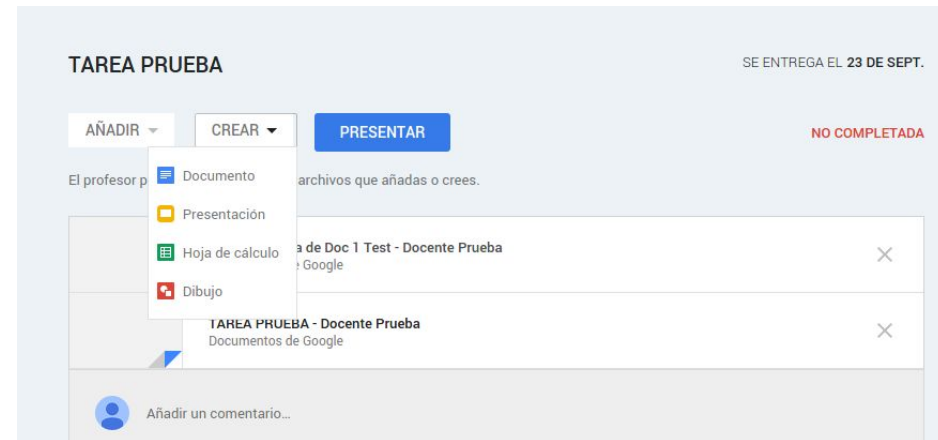 TAREA PRUEBA
SE ENTREGA EL 23 DE SEPT.
AÑADIR
CREAR
PRESENTAR
NO COMPLETADA
El profesor p
archivos que añadas o crees.
Documento
Presentación
Hoja de cálculo
Dibujo
a de Doc 1 Test - Docente Prueba
Google
TAREA PRUEBA - Docente Prueba
Documentos de Google
Añadir un comentario...